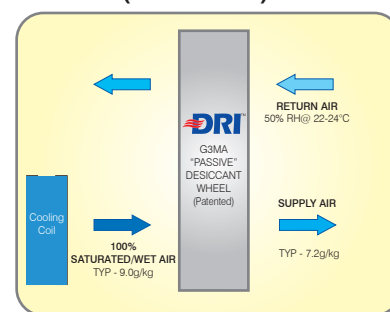 DRI™
G3MA
"PASSIVE"
DESICCANT
WHEEL
(Patented)
RETURN AIR
50% RH@ 22-24°C
Cooling
Coil
100%
SATURATED/WET AIR
TYP - 9.0g/kg
SUPPLY AIR
TYP - 7.2g/kg